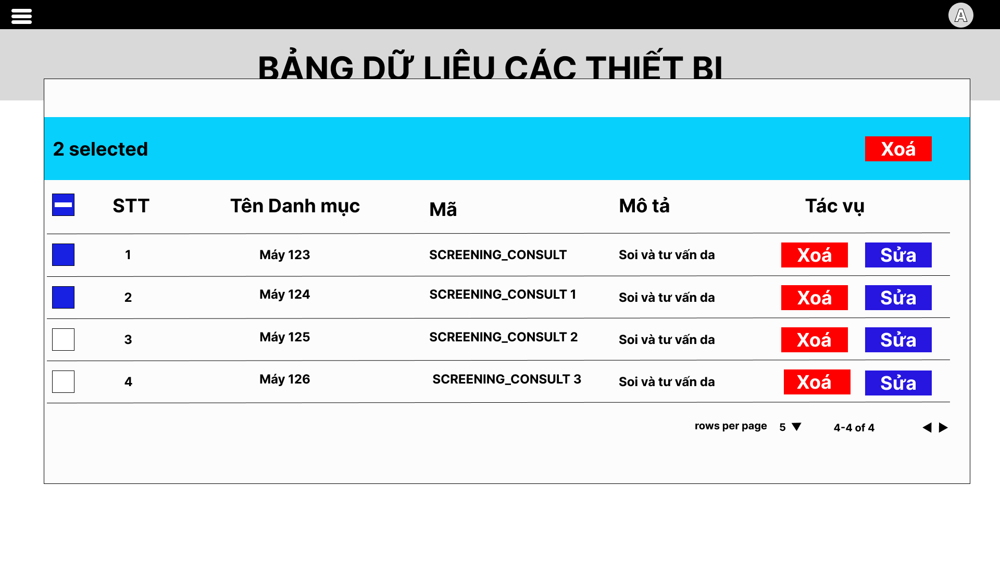 A
BẢNG DỮ LIỆU CÁC THIẾT BỊ
2 selected Xoá
STT Tên Danh mục Mã Mô tả Tác vụ
1 Máy 123 SCREENING_CONSULT Soi và tư vấn da Xoá Sửa
2 Máy 124 SCREENING_CONSULT 1 Soi và tư vấn da Xoá Sửa
3 Máy 125 SCREENING_CONSULT 2 Soi và tư vấn da Xoá Sửa
4 Máy 126 SCREENING_CONSULT 3 Soi và tư vấn da Xoá Sửa
rows per page 5 4-4 of 4